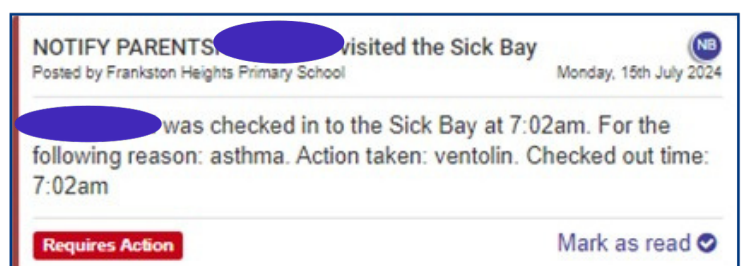 NOTIFY PARENTS: visited the Sick Bay
NB
Posted by Frankston Heights Primary School Monday, 15th July 2024
was checked in to the Sick Bay at 7:02am. For the
following reason: asthma. Action taken: ventolin. Checked out time:
7:02am
Requires Action Mark as read